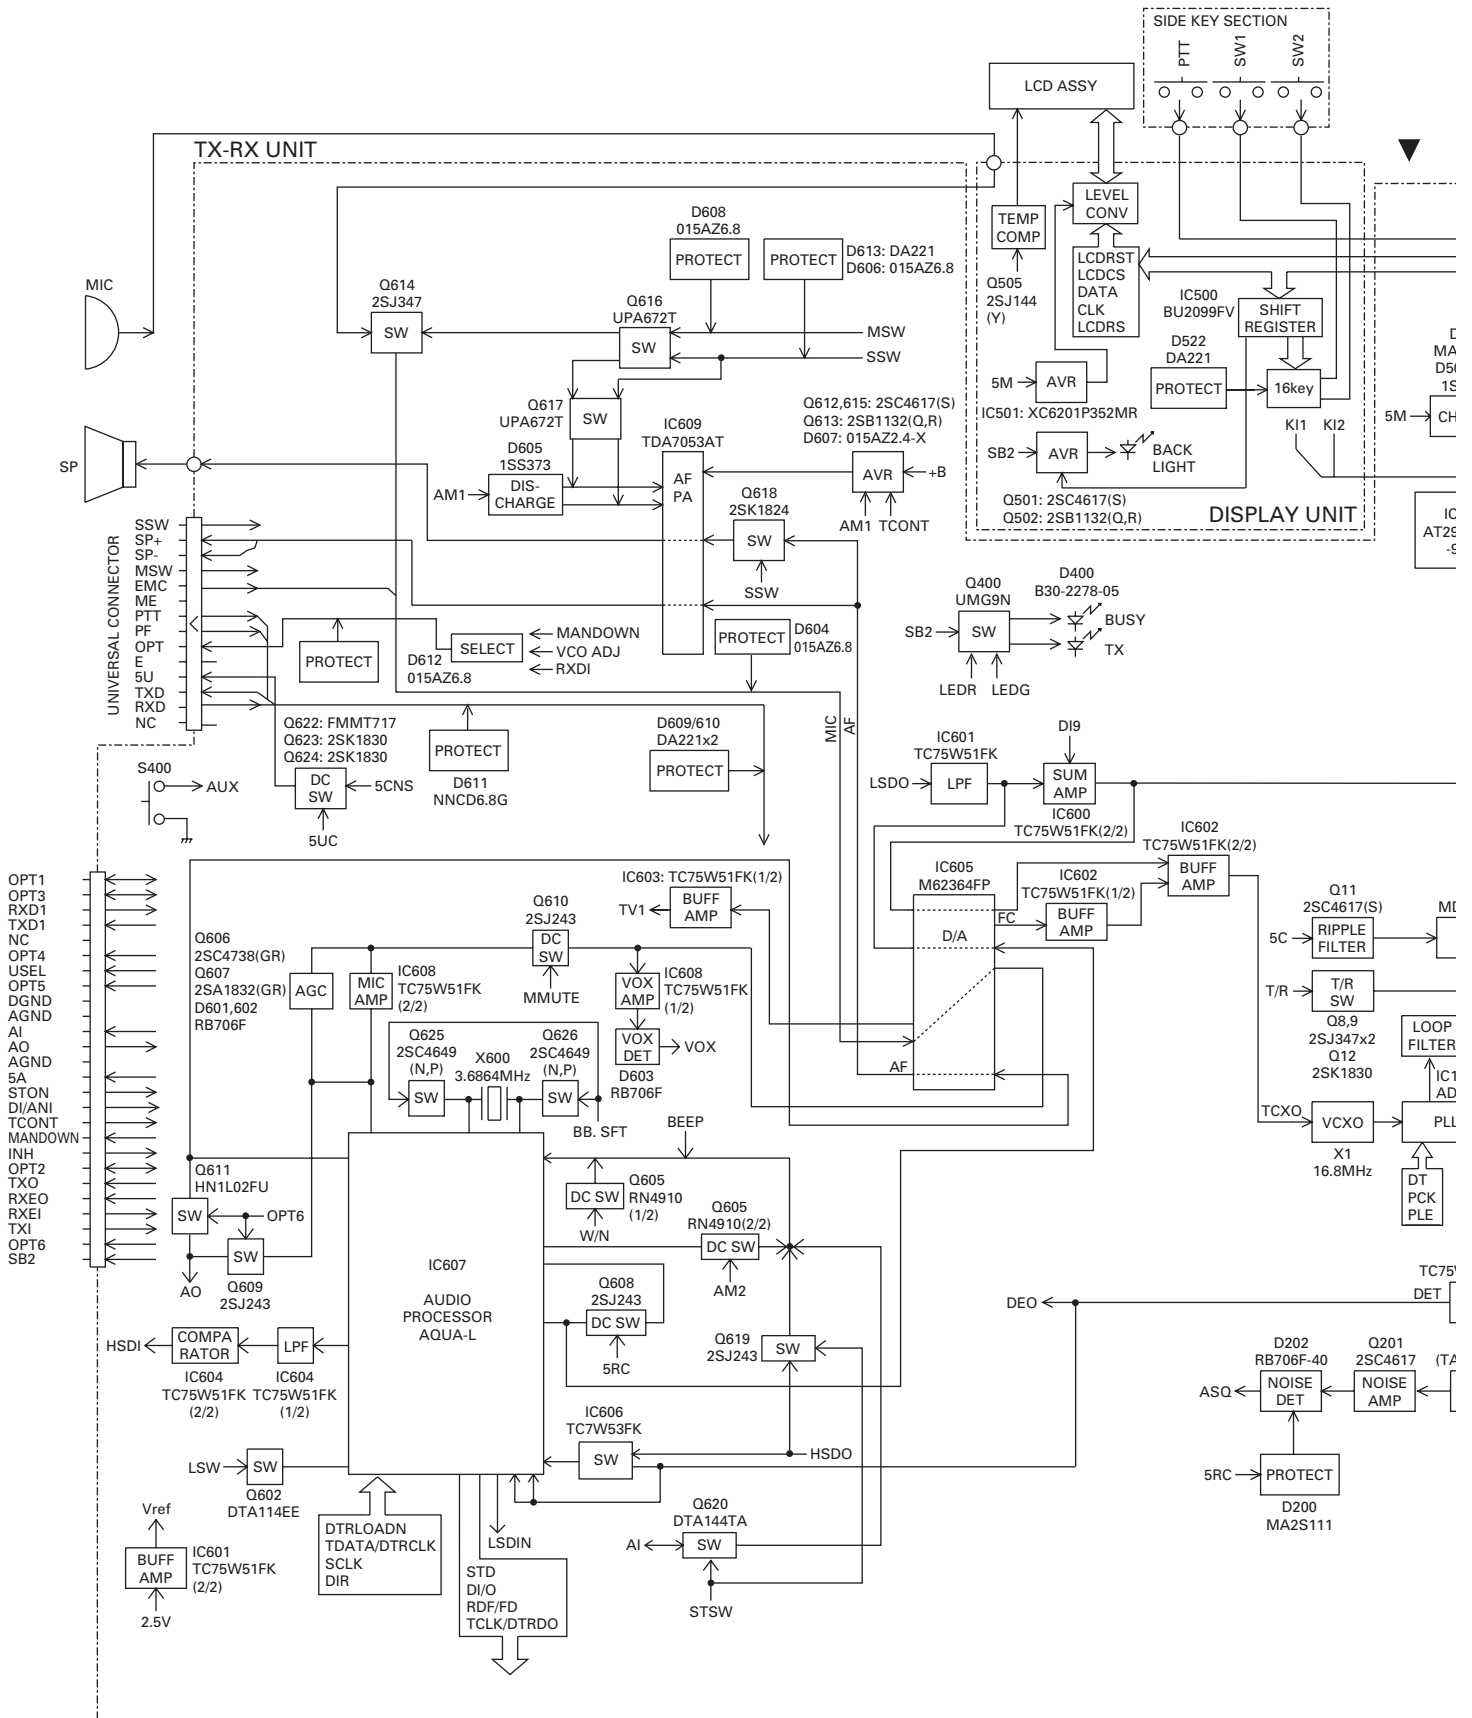 SIDE KEY SECTION
PTT
SW1
SW2
LCD ASSY
TX-RX UNIT
LEVEL
CONV
TEMP
COMP
Q505
2SJ144
(Y)
LCDRST
LCDCS
DATA
CLK
LCDRS
IC500
BU2099FV
SHIFT
REGISTER
D522
DA221
PROTECT
16key
KI1 KI2
5M
AVR
IC501: XC6201P352MR
SB2
AVR
BACK
LIGHT
Q501: 2SC4617(S)
Q502: 2SB1132(Q,R)
DISPLAY UNIT
D
MA
D50
1S
5M
CH
IC
AT29
-9
MIC
D608
015AZ6.8
PROTECT
PROTECT
D613: DA221
D606: 015AZ6.8
Q614
2SJ347
SW
Q616
UPA672T
SW
MSW
SSW
Q617
UPA672T
SW
IC609
TDA7053AT
AF
PA
Q612,615: 2SC4617(S)
Q613: 2SB1132(Q,R)
D607: 015AZ2.4-X
AVR
+B
AM1 TCONT
D605
1SS373
AM1
DIS-
CHARGE
Q618
2SK1824
SW
SSW
SP
UNIVERSAL CONNECTOR
SSW
SP+
SP-
MSW
EMC
ME
PTT
PF
OPT
E
5U
TXD
RXD
NC
PROTECT
D612
015AZ6.8
SELECT
MANDOWN
VCO ADJ
RXDI
PROTECT
D604
015AZ6.8
Q400
UMG9N
SB2
SW
LEDR LEDG
D400
B30-2278-05
BUSY
TX
Q622: FMMT717
Q623: 2SK1830
Q624: 2SK1830
DC
SW
5CNS
5UC
PROTECT
D611
NNCD6.8G
D609/610
DA221x2
PROTECT
MIC
AF
S400
AUX
IC601
TC75W51FK
LSDO
LPF
DI9
SUM
AMP
IC600
TC75W51FK(2/2)
IC602
TC75W51FK(2/2)
BUFF
AMP
IC605
M62364FP
D/A
FC
AF
IC602
TC75W51FK(1/2)
BUFF
AMP
Q11
2SC4617(S)
5C
RIPPLE
FILTER
MD
T/R
T/R
SW
Q8,9
2SJ347x2
Q12
2SK1830
LOOP
FILTER
IC1
AD
TCXO
VCXO
X1
16.8MHz
PLL
DT
PCK
PLE
OPT1
OPT3
RXD1
TXD1
NC
OPT4
USEL
OPT5
DGND
AGND
AI
AO
AGND
5A
STON
DI/ANI
TCONT
MANDOWN
INH
OPT2
TXO
RXEO
RXEI
TXI
OPT6
SB2
IC603: TC75W51FK(1/2)
TV1
BUFF
AMP
Q610
2SJ243
DC
SW
MMUTE
Q606
2SC4738(GR)
Q607
2SA1832(GR)
D601,602
RB706F
AGC
MIC
AMP
IC608
TC75W51FK
(2/2)
VOX
AMP
IC608
TC75W51FK
(1/2)
VOX
DET
VOX
D603
RB706F
Q625
2SC4649
(N,P)
SW
X600
3.6864MHz
Q626
2SC4649
(N,P)
SW
BB. SFT
BEEP
Q611
HN1L02FU
SW
OPT6
SW
Q609
2SJ243
AO
DC SW
Q605
RN4910
(1/2)
W/N
Q605
RN4910(2/2)
DC SW
AM2
IC607
AUDIO
PROCESSOR
AQUA-L
Q608
2SJ243
DC SW
5RC
Q619
2SJ243
SW
DEO
TC75W
DET
HSDI
COMPA
RATOR
LPF
IC604
TC75W51FK
(2/2)
IC604
TC75W51FK
(1/2)
D202
RB706F-40
Q201
2SC4617
(TA
ASQ
NOISE
DET
NOISE
AMP
5RC
PROTECT
D200
MA2S111
IC606
TC7W53FK
SW
HSDO
LSW
SW
Q602
DTA114EE
Vref
BUFF
AMP
IC601
TC75W51FK
(2/2)
2.5V
DTRLOADN
TDATA/DTRCLK
SCLK
DIR
LSDIN
STD
DI/O
RDF/FD
TCLK/DTRDO
Q620
DTA144TA
AI
SW
STSW